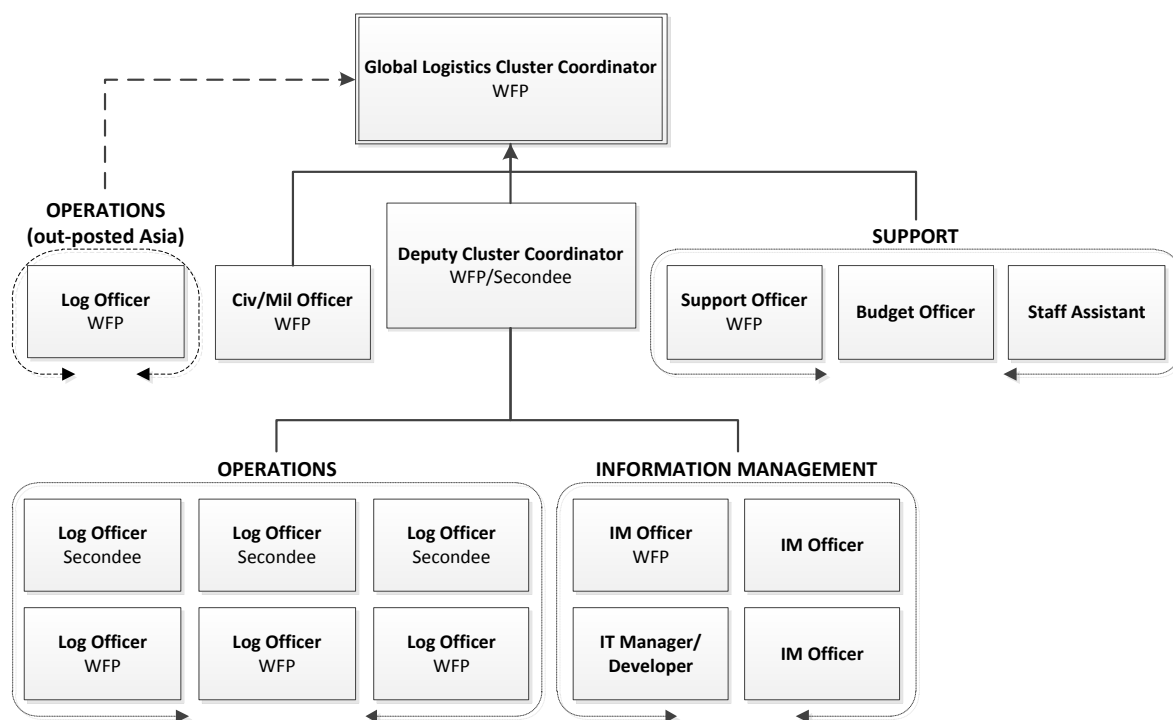 Global Logistics Cluster Coordinator
WFP
OPERATIONS
(out-posted Asia)
Log Officer
WFP
Civ/Mil Officer
WFP
Deputy Cluster Coordinator
WFP/Secondee
SUPPORT
Support Officer
WFP
Budget Officer
Staff Assistant
OPERATIONS
Log Officer
Secondee
Log Officer
Secondee
Log Officer
Secondee
Log Officer
WFP
Log Officer
WFP
Log Officer
WFP
INFORMATION MANAGEMENT
IM Officer
WFP
IM Officer
IT Manager/
Developer
IM Officer